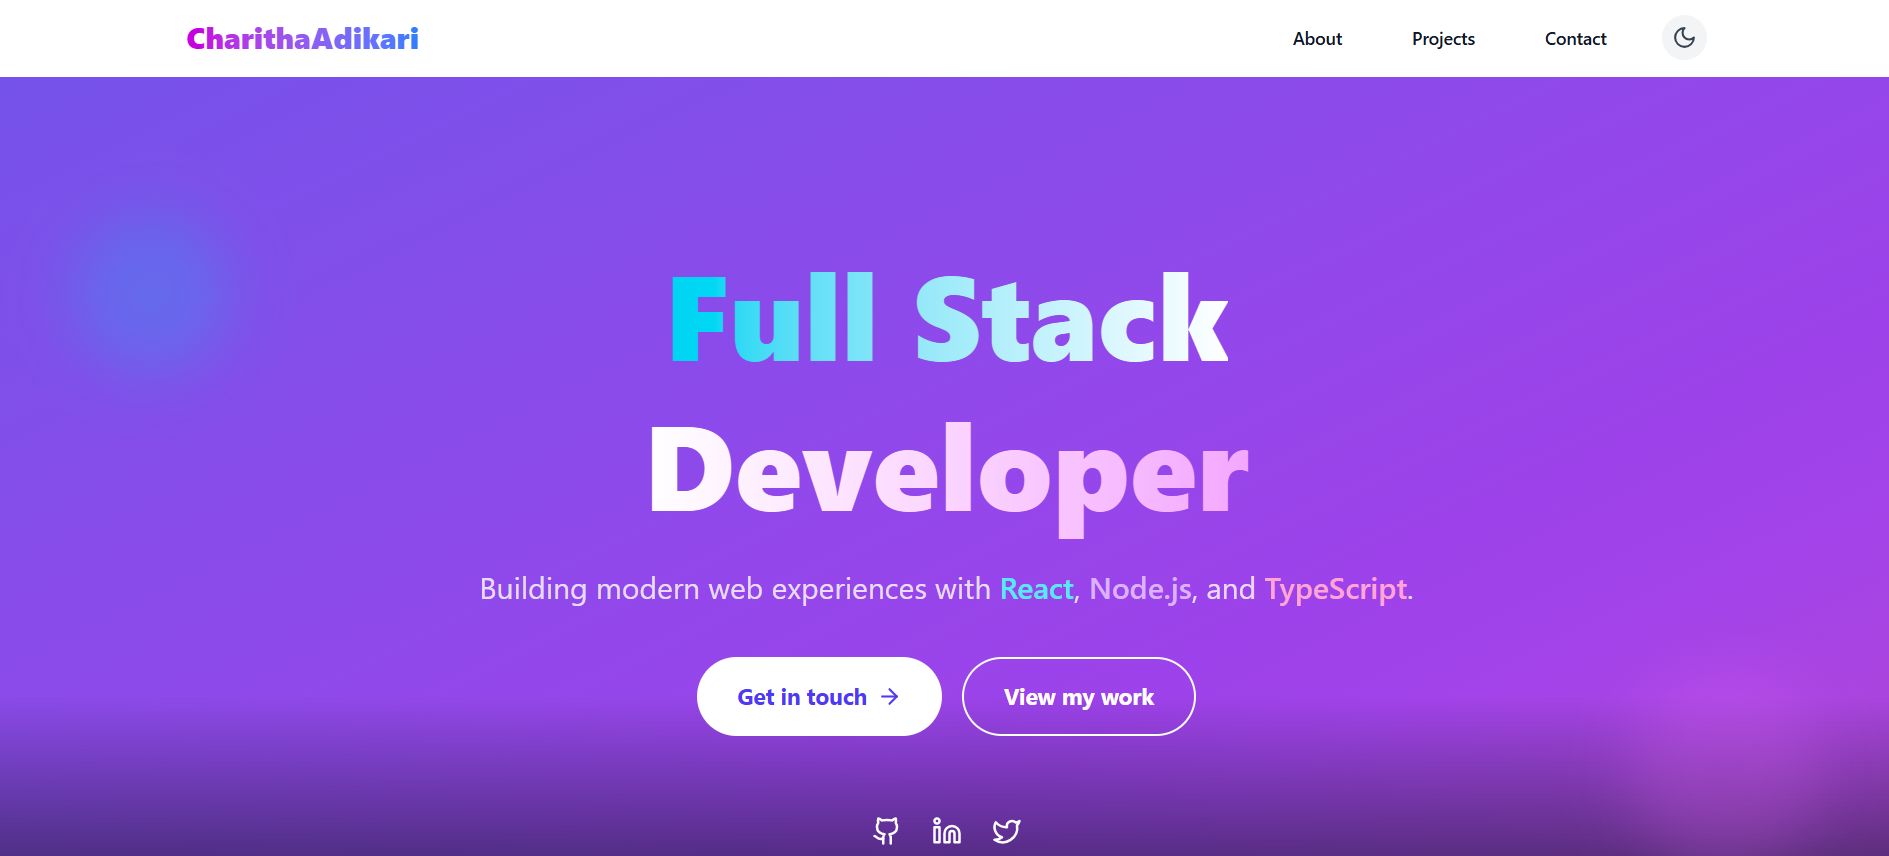 CharithaAdikari
About Projects Contact
Full Stack
Developer
Building modern web experiences with React, Node.js, and TypeScript.
Get in touch → View my work